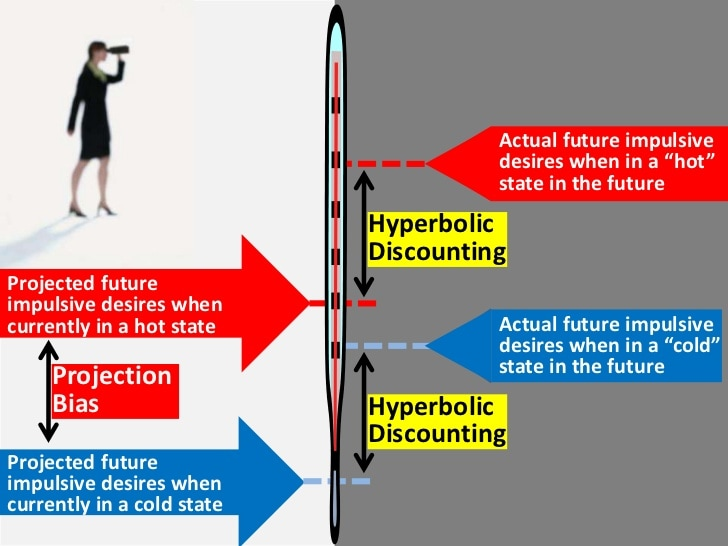 Actual future impulsive
desires when in a “hot”
state in the future
Hyperbolic
Discounting
Projected future
impulsive desires when
currently in a hot state
Actual future impulsive
desires when in a “cold”
state in the future
Projection
Bias
Hyperbolic
Discounting
Projected future
impulsive desires when
currently in a cold state